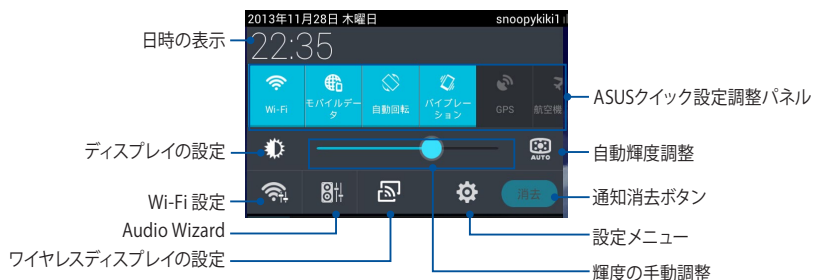 2013年11月28日 木曜日
snoopykiki1
日時の表示
22:35
Wi-Fi
モバイルデー
タ
自動回転
バイブレー
ション
GPS
航空機
ASUSクイック設定調整パネル
ディスプレイの設定
AUTO
自動輝度調整
Wi-Fi 設定
消去
通知消去ボタン
Audio Wizard
設定メニュー
ワイヤレスディスプレイの設定
輝度の手動調整